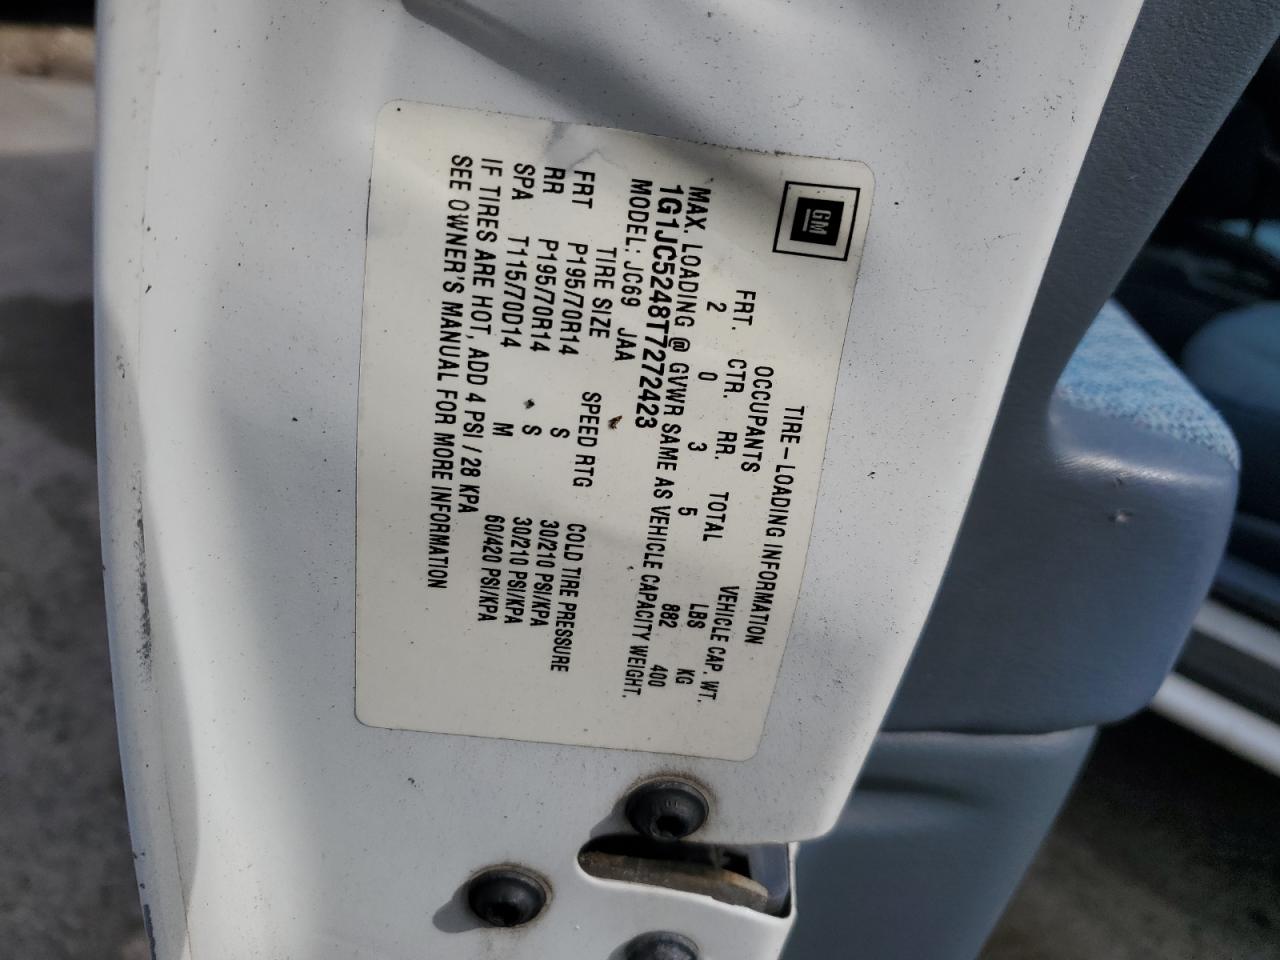 GM
TIRE-LOADING INFORMATION
OCCUPANTS VEHICLE CAP. WT.
FRT. CTR. RR. TOTAL LBS KG
2 0 3 5 882 400
MAX. LOADING @ GVWR SAME AS VEHICLE CAPACITY WEIGHT.
1G1JC5248T7272423
MODEL: JC69 JAA
TIRE SIZE SPEED RTG COLD TIRE PRESSURE
FRT P195/70R14 S 30/210 PSI/KPA
RR P195/70R14 S 30/210 PSI/KPA
SPA T115/70D14 M 60/420 PSI/KPA
IF TIRES ARE HOT, ADD 4 PSI / 28 KPA
SEE OWNER'S MANUAL FOR MORE INFORMATION